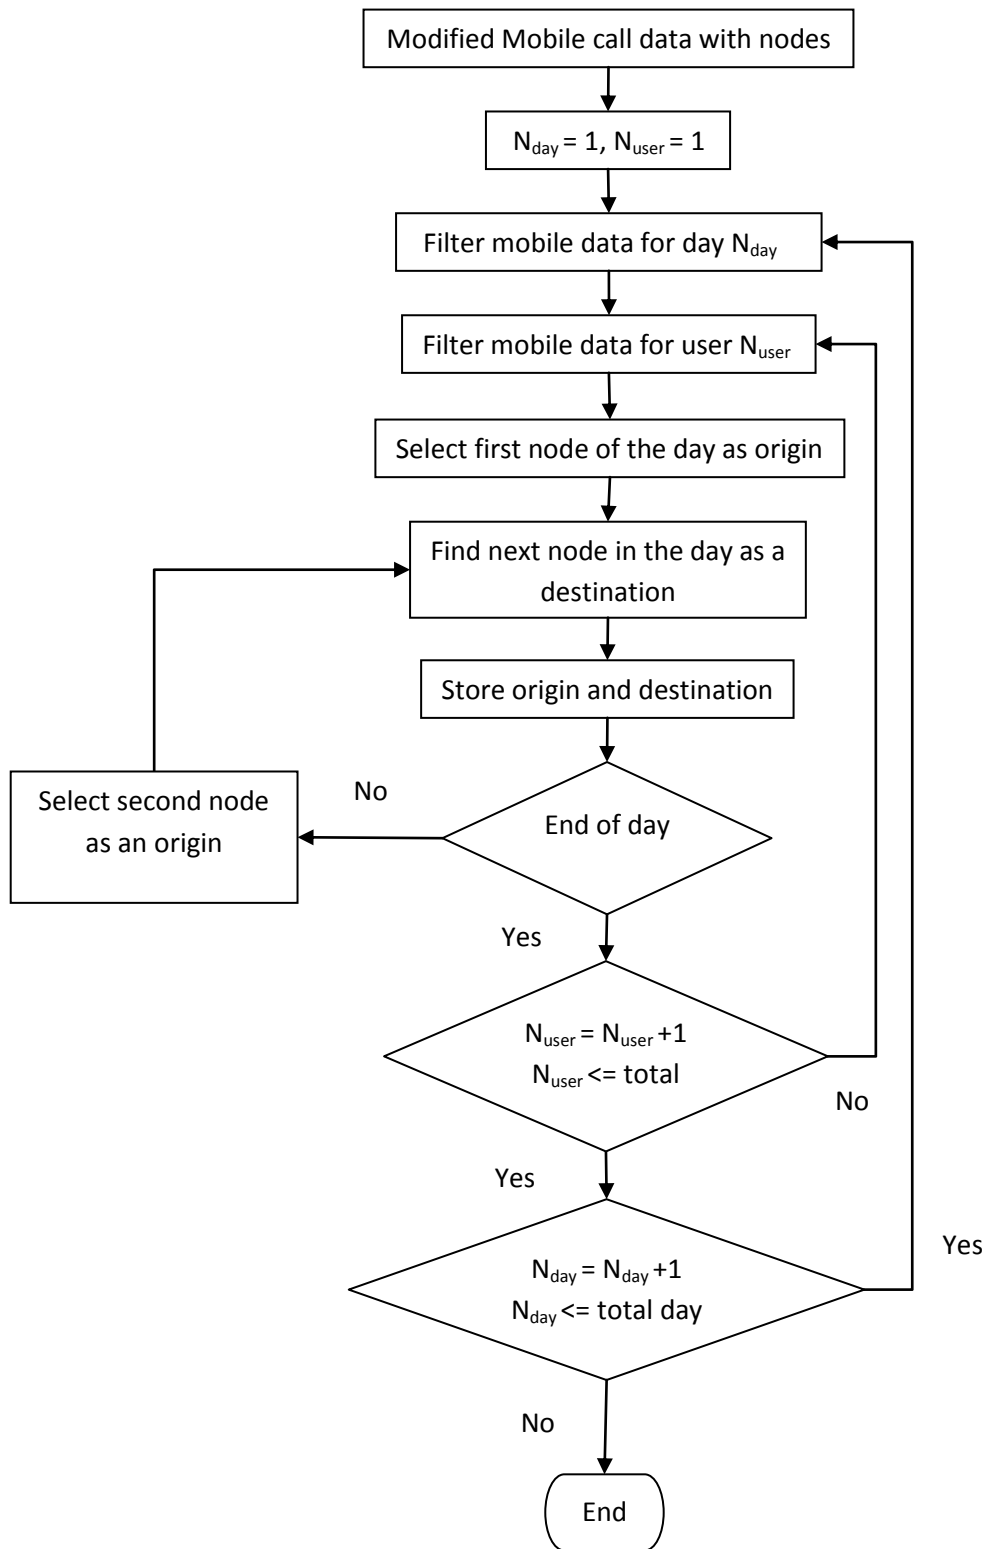 Modified Mobile call data with nodes
Nday = 1, Nuser = 1
Filter mobile data for day Nday
Filter mobile data for user Nuser
Select first node of the day as origin
Find next node in the day as a
destination
Store origin and destination
Select second node
as an origin
No
End of day
Yes
Nuser = Nuser +1
Nuser <= total
No
Yes
Nday = Nday +1
Nday <= total day
Yes
No
End